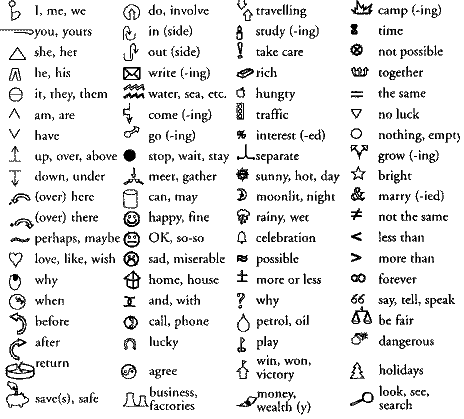 I, me, we do, involve travelling camp (-ing)
you, yours in (side) study (-ing) time
she, her out (side) take care not possible
he, his write (-ing) rich together
it, they, them water, sea, etc. hungty the same
am, are come (-ing) traffic no luck
have go (-ing) % interest (-ed) nothing, empty
up, over, above stop, wait, stay separate grow (-ing)
down, under meet, gather sunny, hot, day bright
(over) here can, may moonlit, night & marry (-ied)
(over) there happy, fine rainy, wet ≠ not the same
perhaps, maybe OK, so-so celebration < less than
love, like, wish sad, miserable ≈ possible > more than
why home, house ± more or less ∞ forever
when and, with ? why 66 say, tell, speak
before call, phone petrol, oil be fair
after lucky play dangerous
return agree win, won, victory holidays
save(s), safe business, factories money, wealth (y) look, see, search